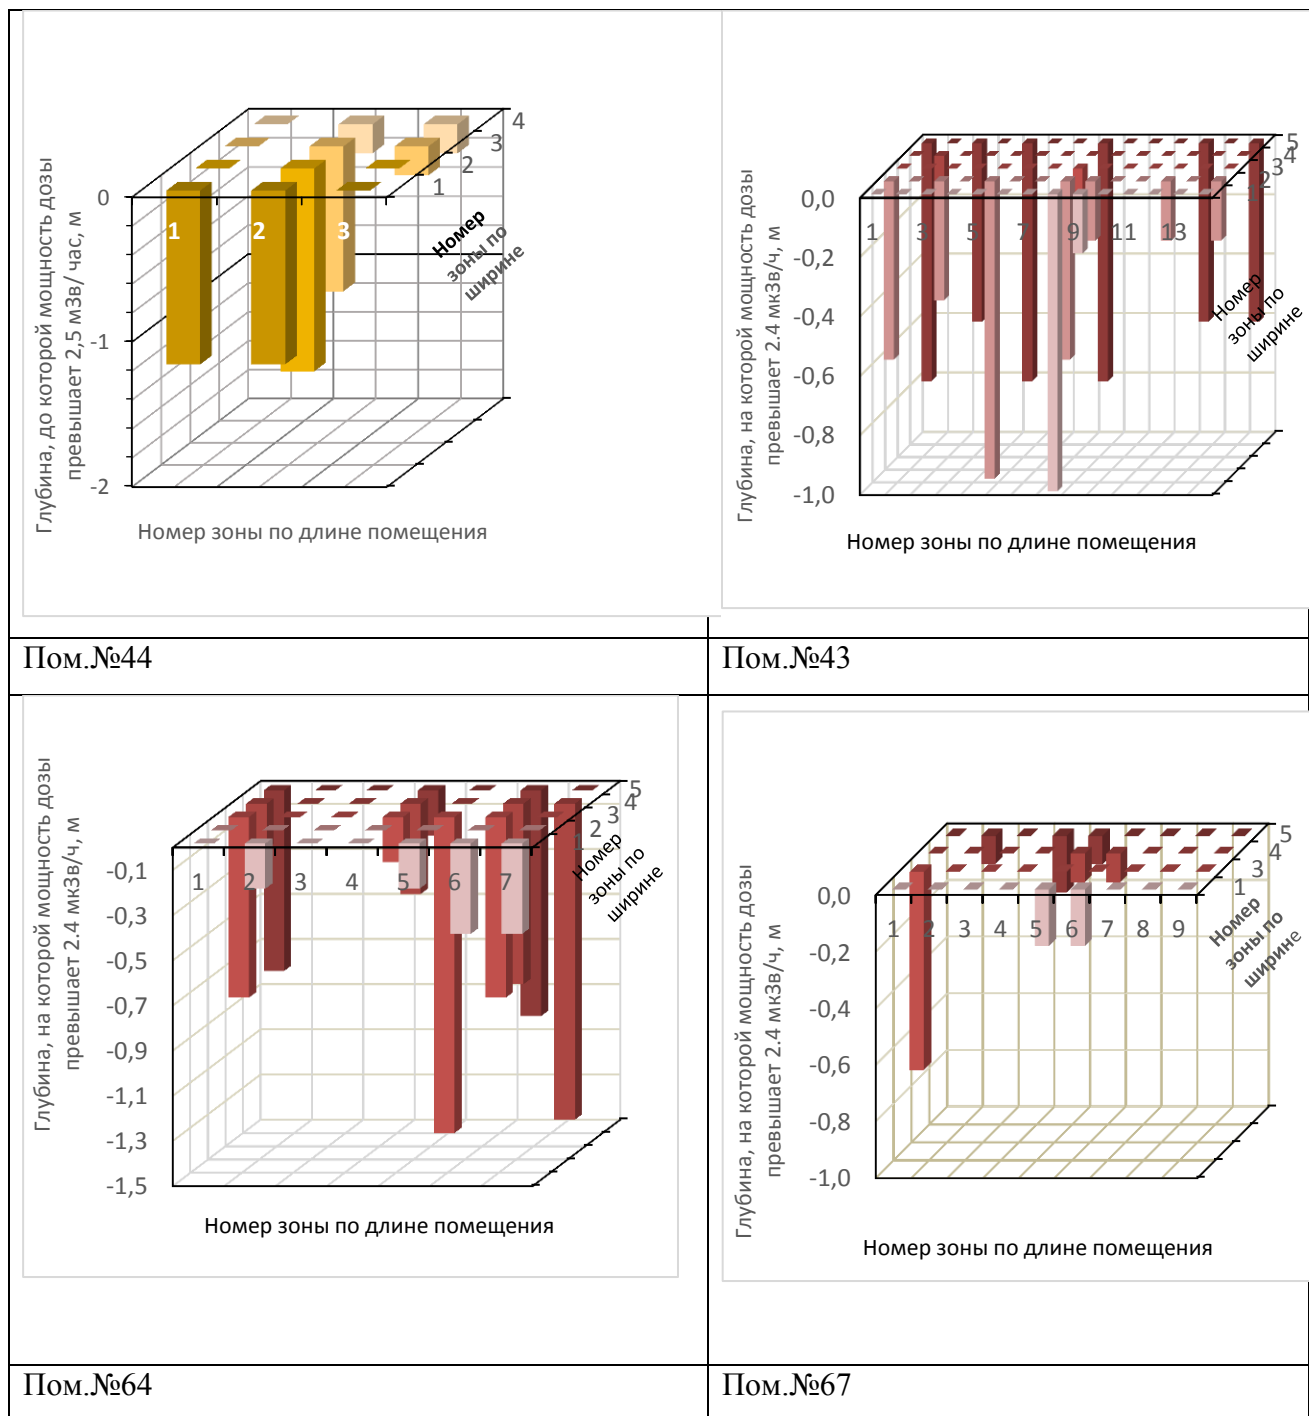 Глубина, до которой мощность дозы
превышает 2,5 мЗв/ час, м
0
-1
-2
1
2
3
1
2
3
4
Номер
зоны по
ширине
Номер зоны по длине помещения
Глубина, на которой мощность дозы
превышает 2.4 мкЗв/ч, м
0,0
-0,2
-0,4
-0,6
-0,8
-1,0
1
3
5
7
9
11
13
1
2
3
4
5
Номер
зоны по
ширине
Номер зоны по длине помещения
Пом.№44
Пом.№43
Глубина, на которой мощность дозы
превышает 2.4 мкЗв/ч, м
-0,1
-0,3
-0,5
-0,7
-0,9
-1,1
-1,3
-1,5
1
2
3
4
5
6
7
1
2
3
4
5
Номер
зоны по
ширине
Номер зоны по длине помещения
Глубина, на которой мощность дозы
превышает 2.4 мкЗв/ч, м
0,0
-0,2
-0,4
-0,6
-0,8
-1,0
1
2
3
4
5
6
7
8
9
1
3
4
5
Номер
зоны по
ширине
Номер зоны по длине помещения
Пом.№64
Пом.№67